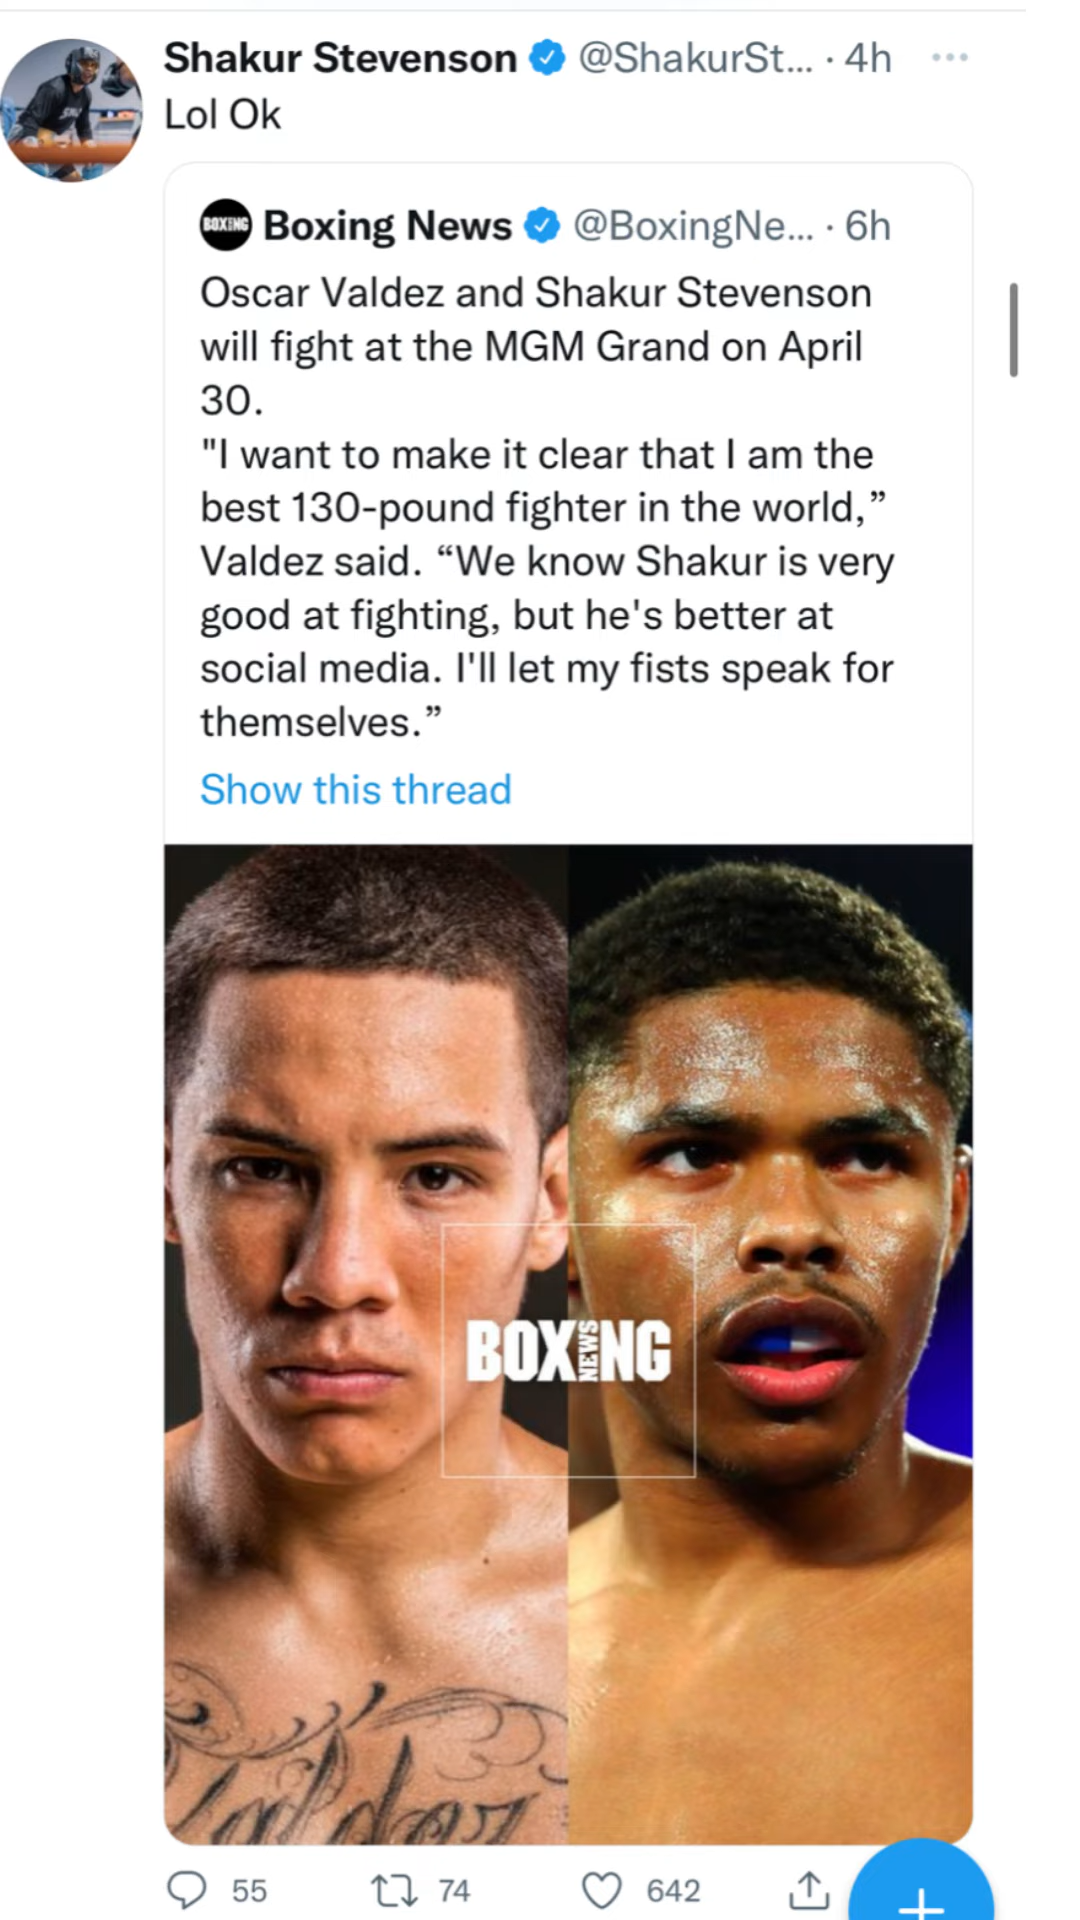 Shakur Stevenson @ShakurSt... · 4h
Lol Ok
BOXING Boxing News @BoxingNe... · 6h
Oscar Valdez and Shakur Stevenson
will fight at the MGM Grand on April
30.
"I want to make it clear that I am the
best 130-pound fighter in the world,”
Valdez said. “We know Shakur is very
good at fighting, but he's better at
social media. I'll let my fists speak for
themselves.”
Show this thread
BOXING
NEWS
Valdez
55 74 642